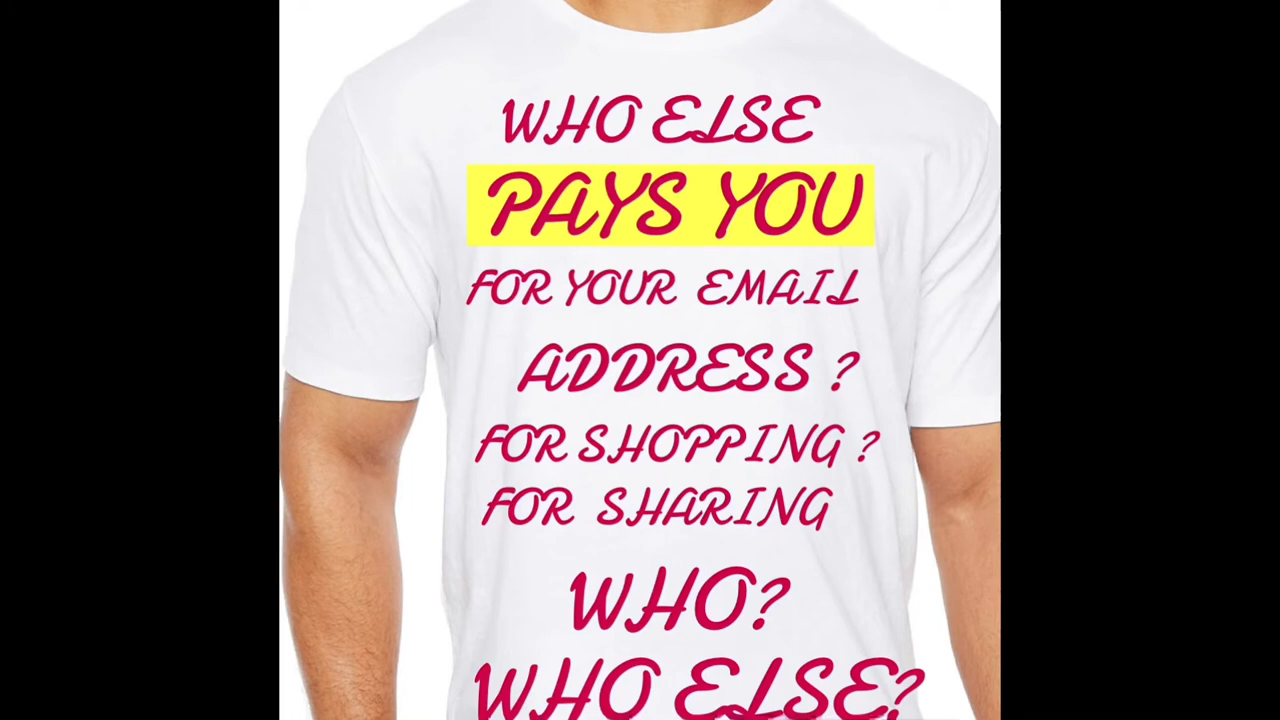 WHO ELSE
PAYS YOU
FOR YOUR EMAIL
ADDRESS ?
FOR SHOPPING ?
FOR SHARING
WHO?
WHO ELSE?